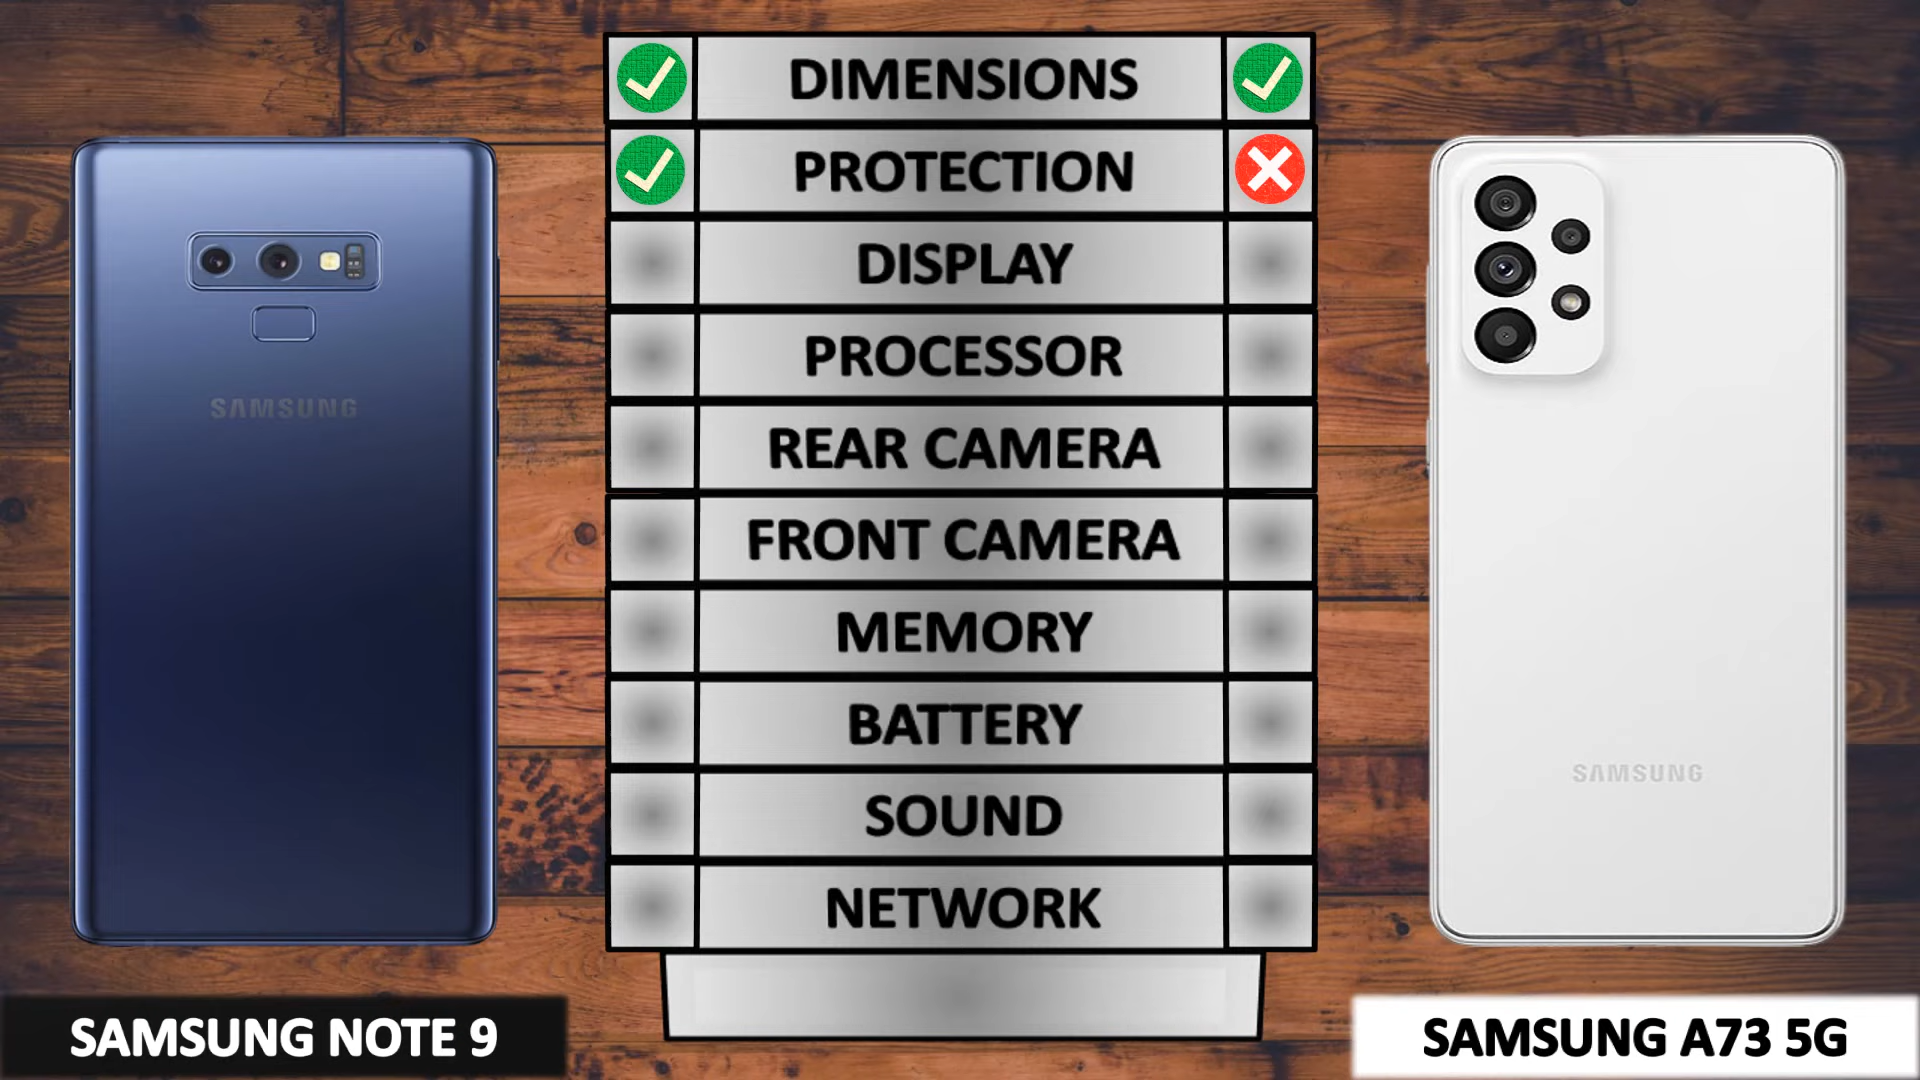 DIMENSIONS
PROTECTION
DISPLAY
PROCESSOR
REAR CAMERA
FRONT CAMERA
MEMORY
BATTERY
SOUND
NETWORK
SAMSUNG
SAMSUNG
SAMSUNG NOTE 9
SAMSUNG A73 5G